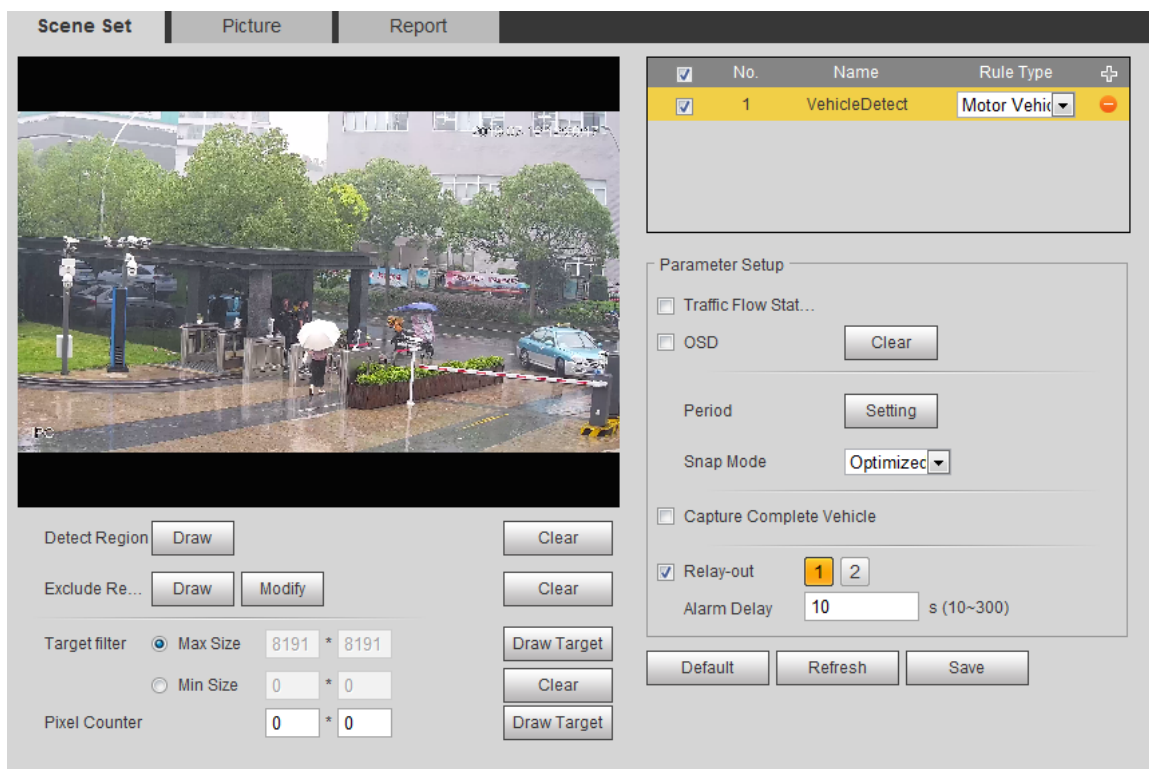 Scene Set Picture Report
No. Name Rule Type
1 VehicleDetect Motor Vehic
Parameter Setup
Traffic Flow Stat...
OSD Clear
Period Setting
Snap Mode Optimized
Capture Complete Vehicle
Relay-out 1 2
Alarm Delay 10 s (10~300)
Default Refresh Save
PC
Detect Region Draw Clear
Exclude Re... Draw Modify Clear
Target filter Max Size 8191 * 8191 Draw Target
Min Size 0 * 0 Clear
Pixel Counter 0 * 0 Draw Target